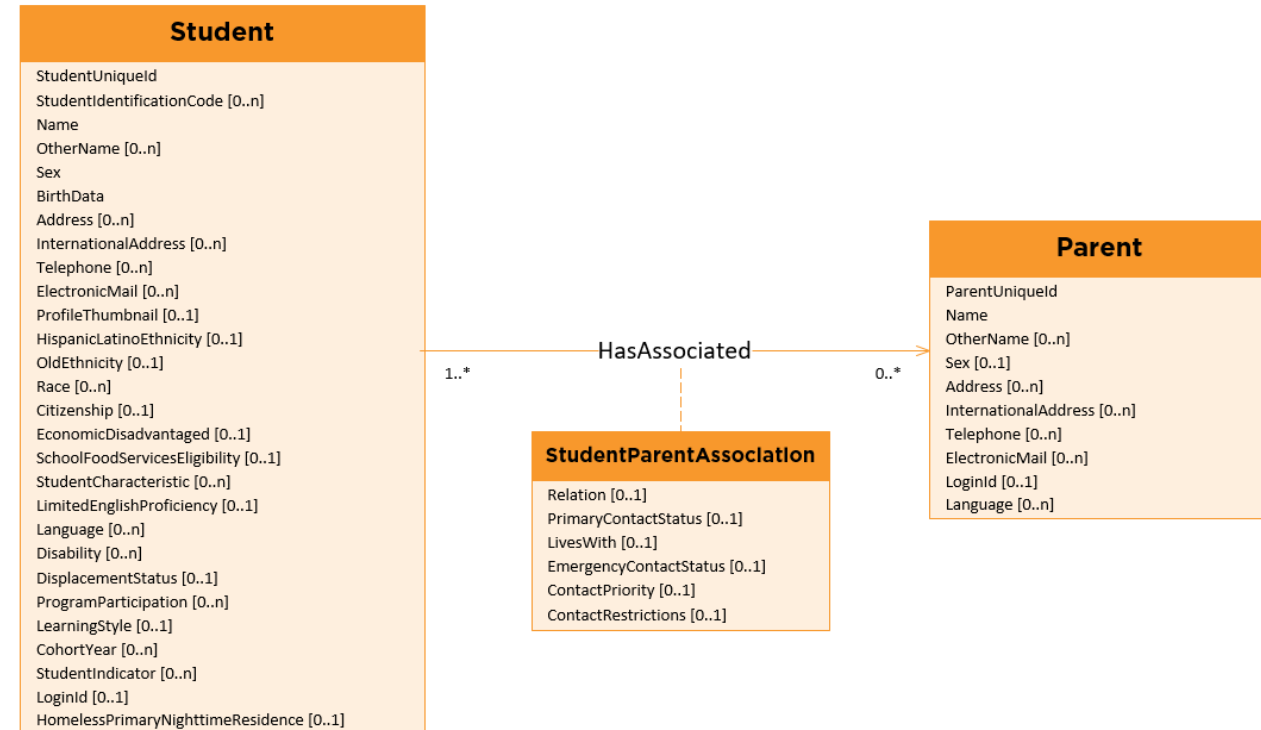 Student
StudentUniqueId
StudentIdentificationCode [0..n]
Name
OtherName [0..n]
Sex
BirthData
Address [0..n]
InternationalAddress [0..n]
Telephone [0..n]
ElectronicMail [0..n]
ProfileThumbnail [0..1]
HispanicLatinoEthnicity [0..1]
OldEthnicity [0..1]
Race [0..n]
Citizenship [0..1]
EconomicDisadvantaged [0..1]
SchoolFoodServicesEligibility [0..1]
StudentCharacteristic [0..n]
LimitedEnglishProficiency [0..1]
Language [0..n]
Disability [0..n]
DisplacementStatus [0..1]
ProgramParticipation [0..n]
LearningStyle [0..1]
CohortYear [0..n]
StudentIndicator [0..n]
LoginId [0..1]
HomelessPrimaryNighttimeResidence [0..1]
HasAssociated
1..*
0..*
StudentParentAssociation
Relation [0..1]
PrimaryContactStatus [0..1]
LivesWith [0..1]
EmergencyContactStatus [0..1]
ContactPriority [0..1]
ContactRestrictions [0..1]
Parent
ParentUniqueId
Name
OtherName [0..n]
Sex [0..1]
Address [0..n]
InternationalAddress [0..n]
Telephone [0..n]
ElectronicMail [0..n]
LoginId [0..1]
Language [0..n]